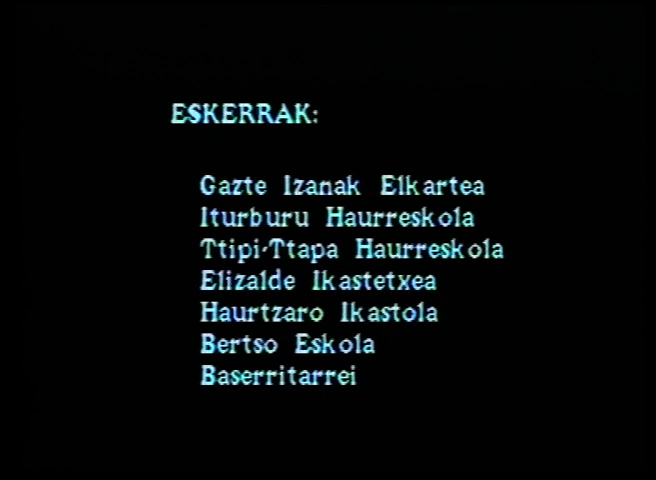 ESKERRAK:
Gazte Izanak Elkartea
Iturburu Haurreskola
Ttipi-Ttapa Haurreskola
Elizalde Ikastetxea
Haurtzaro Ikastola
Bertso Eskola
Baserritarrei